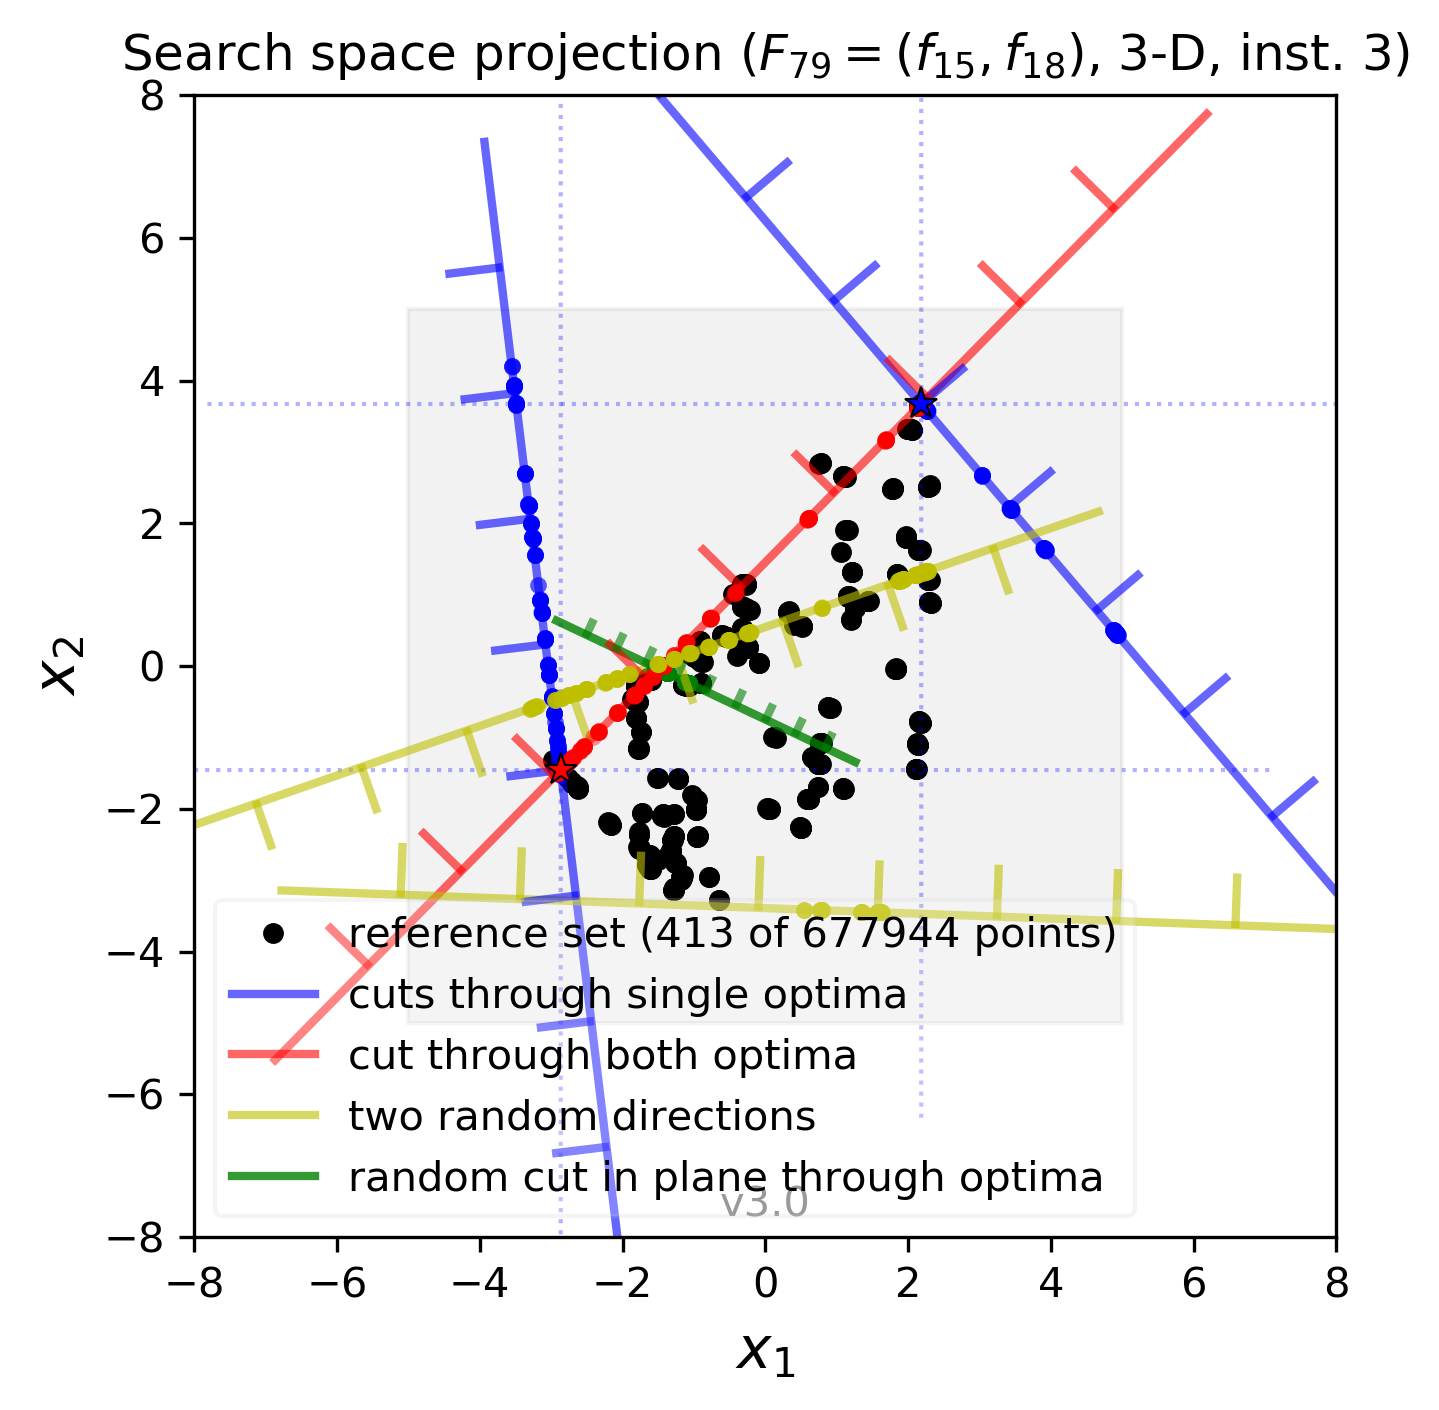 Search space projection (F₇₉ = (f₁₅, f₁₈), 3-D, inst. 3)
8
6
4
2
0
−2
−4
−6
−8
x₂
reference set (413 of 677944 points)
cuts through single optima
cut through both optima
two random directions
random cut in plane through optima
v3.0
−8 −6 −4 −2 0 2 4 6 8
x₁